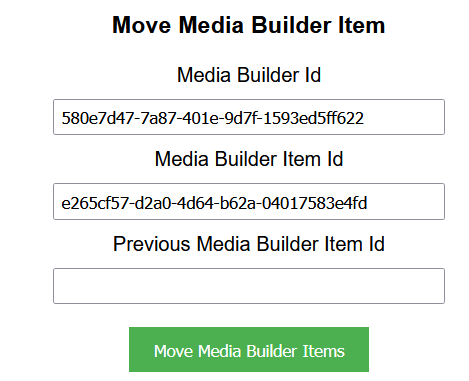 Move Media Builder Item
Media Builder Id
580e7d47-7a87-401e-9d7f-1593ed5ff622
Media Builder Item Id
e265cf57-d2a0-4d64-b62a-04017583e4fd
Previous Media Builder Item Id
Move Media Builder Items